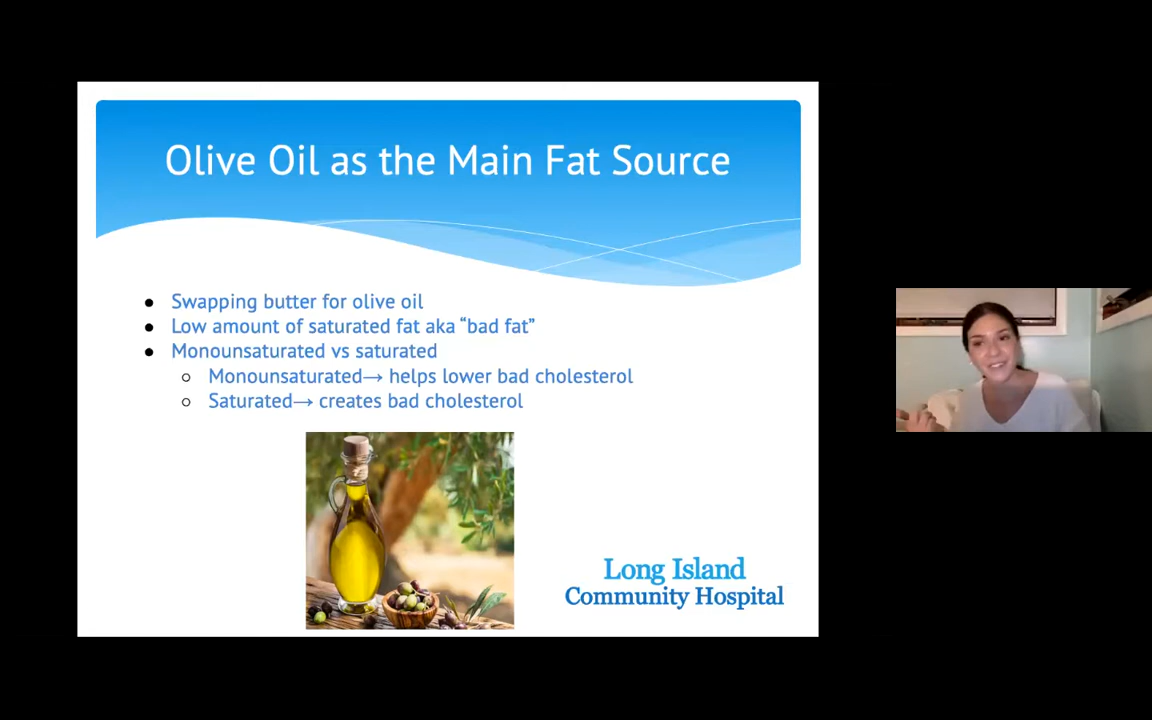 Olive Oil as the Main Fat Source
● Swapping butter for olive oil
● Low amount of saturated fat aka “bad fat”
● Monounsaturated vs saturated
○ Monounsaturated→ helps lower bad cholesterol
○ Saturated→ creates bad cholesterol
Long Island
Community Hospital